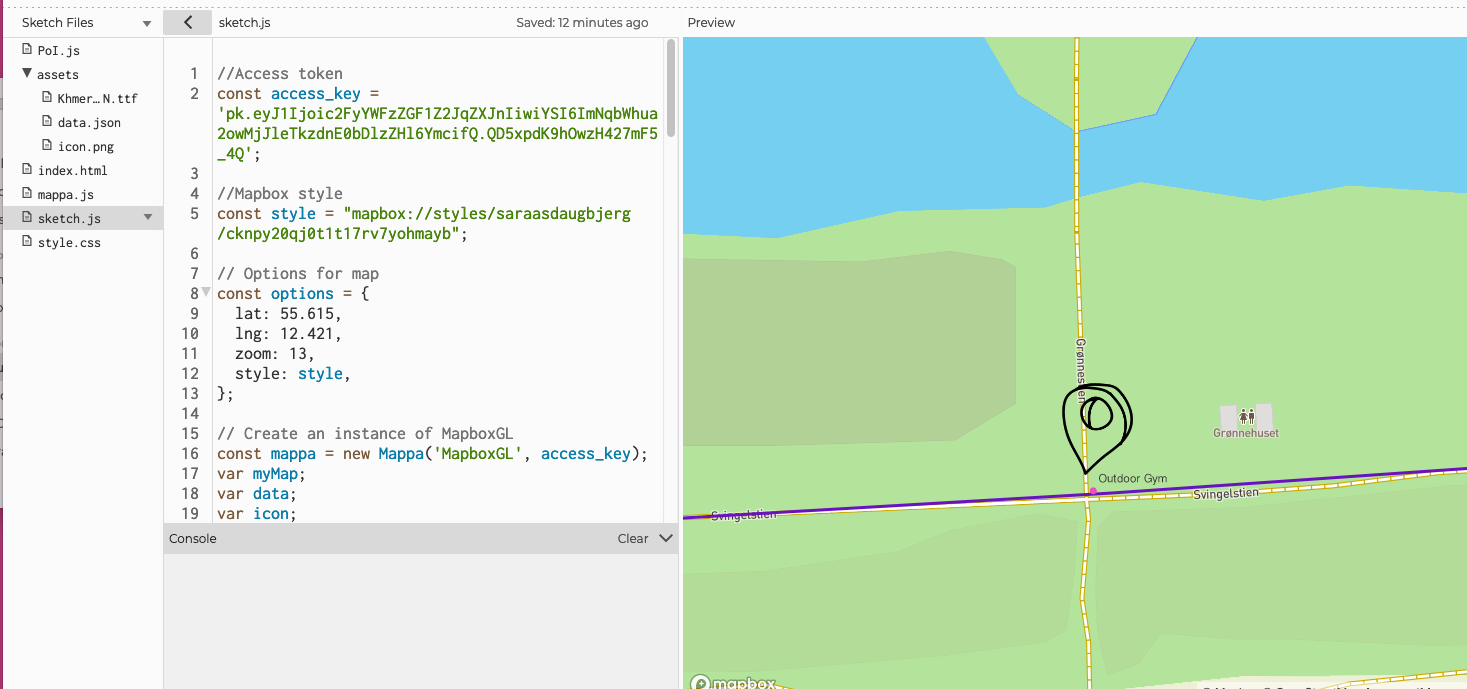 Sketch Files
sketch.js
Saved: 12 minutes ago
Preview
PoI.js
assets
Khmer…N.ttf
data.json
icon.png
index.html
mappa.js
sketch.js
style.css
1 //Access token
2 const access_key =
'pk.eyJ1Ijoic2FyYWFzZGF1Z2JqZXJnIiwiYSI6ImNqbWhua
2owMjJleTkzdnE0bDlzZHl6YmcifQ.QD5xpdK9hOwzH427mF5
_4Q';
3
4 //Mapbox style
5 const style = "mapbox://styles/saraasdaugbjerg
/cknpy20qj0t1t17rv7yohmayb";
6
7 // Options for map
8 const options = {
9 lat: 55.615,
10 lng: 12.421,
11 zoom: 13,
12 style: style,
13 };
14
15 // Create an instance of MapboxGL
16 const mappa = new Mappa('MapboxGL', access_key);
17 var myMap;
18 var data;
19 var icon;
Console
Clear
Grønnestien
Grønnehuset
Outdoor Gym
Svingelstien
Svingelstien
mapbox